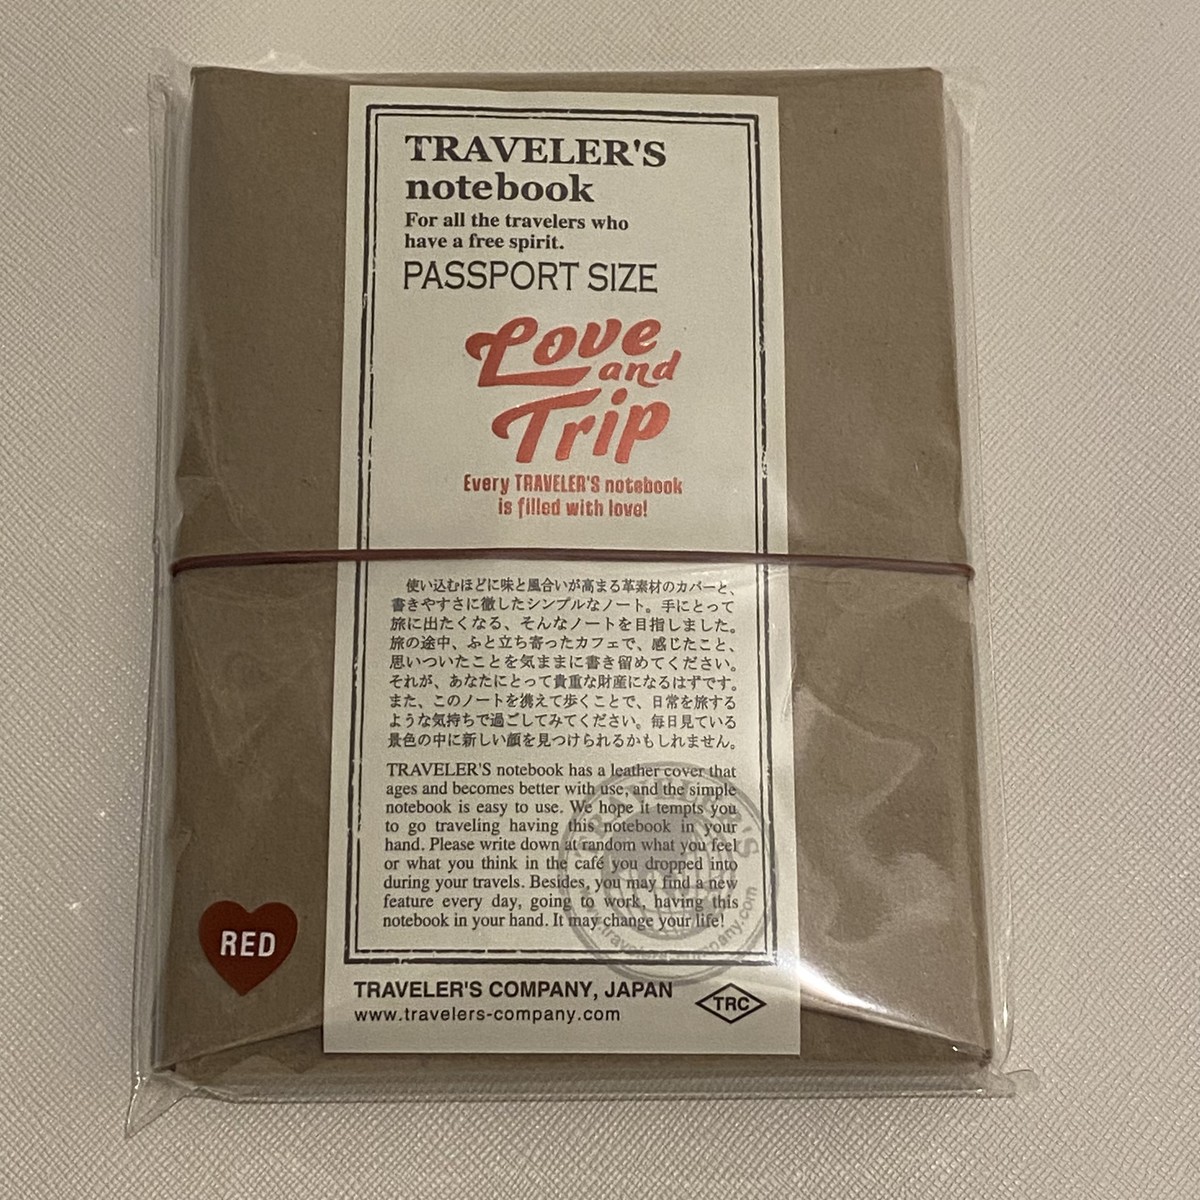 TRAVELER'S
notebook
For all the travelers who
have a free spirit.
PASSPORT SIZE
Love
and
Trip
Every TRAVELER'S notebook
is filled with love!
使い込むほどに味と風合いが高まる革素材のカバーと、
書きやすさに徹したシンプルなノート。手にとって
旅に出たくなる、そんなノートを目指しました。
旅の途中、ふと立ち寄ったカフェで、感じたこと、
思いついたことを気ままに書き留めてください。
それが、あなたにとって貴重な財産になるはずです。
また、このノートを携えて歩くことで、日常を旅する
ような気持ちで過ごしてみてください。毎日見ている
景色の中に新しい顔を見つけられるかもしれません。
TRAVELER'S notebook has a leather cover that
ages and becomes better with use, and the simple
notebook is easy to use. We hope it tempts you
to go traveling having this notebook in your
hand. Please write down at random what you feel
or what you think in the café you dropped into
during your travels. Besides, you may find a new
feature every day, going to work, having this
notebook in your hand. It may change your life!
TRAVELER'S
www.travelers-company.com
RED
TRAVELER'S COMPANY, JAPAN
www.travelers-company.com
TRC